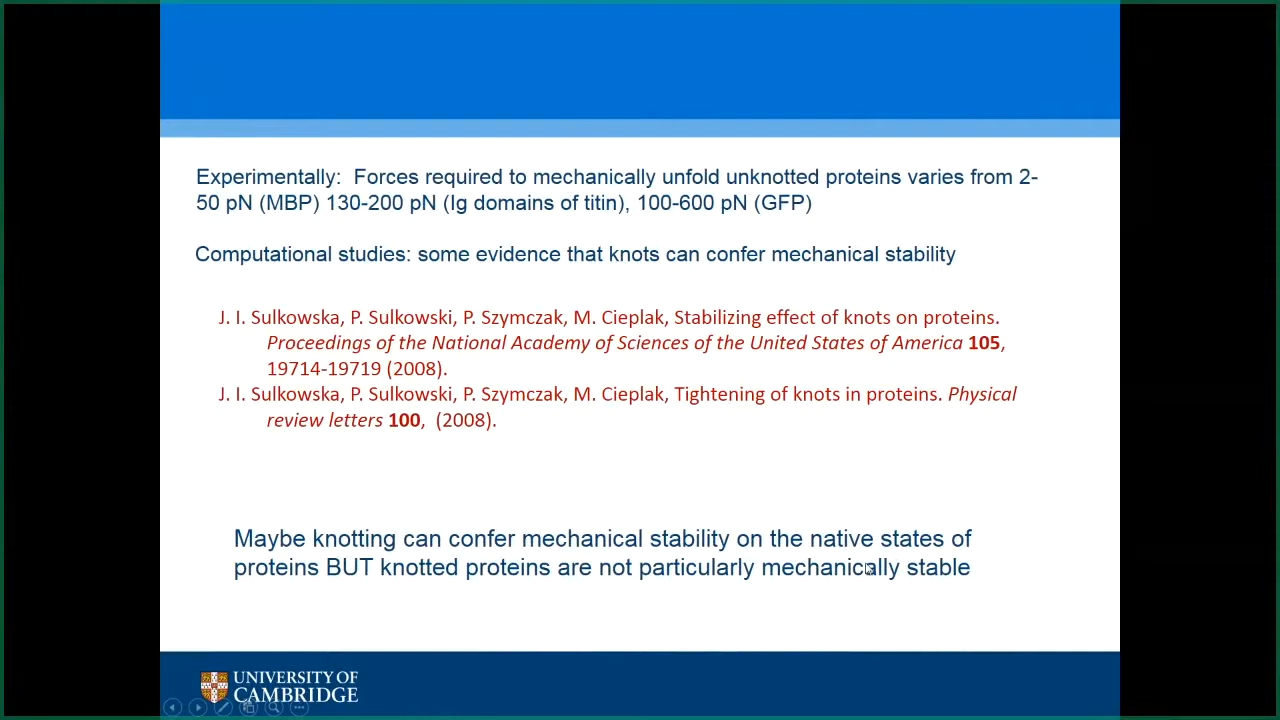 Experimentally:  Forces required to mechanically unfold unknotted proteins varies from 2-
50 pN (MBP) 130-200 pN (Ig domains of titin), 100-600 pN (GFP)
Computational studies: some evidence that knots can confer mechanical stability
J. I. Sulkowska, P. Sulkowski, P. Szymczak, M. Cieplak, Stabilizing effect of knots on proteins.
Proceedings of the National Academy of Sciences of the United States of America 105,
19714-19719 (2008).
J. I. Sulkowska, P. Sulkowski, P. Szymczak, M. Cieplak, Tightening of knots in proteins. Physical
review letters 100,  (2008).
Maybe knotting can confer mechanical stability on the native states of
proteins BUT knotted proteins are not particularly mechanically stable
UNIVERSITY OF
CAMBRIDGE